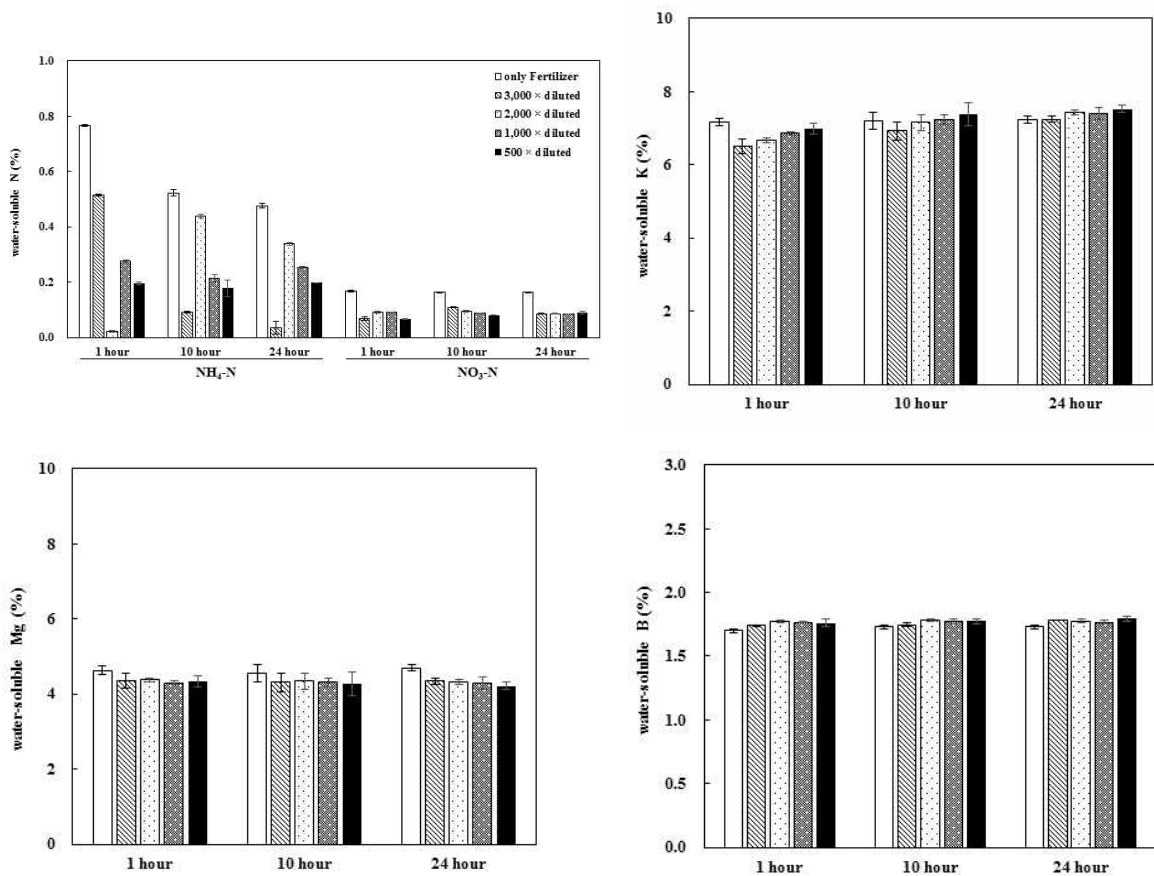 1.0
0.8
0.6
0.4
0.2
0.0
water-soluble N (%)
only Fertilizer
3,000 × diluted
2,000 × diluted
1,000 × diluted
500 × diluted
1 hour 10 hour 24 hour 1 hour 10 hour 24 hour
NH₄-N NO₃-N
10
8
6
4
2
0
water-soluble K (%)
1 hour 10 hour 24 hour
10
8
6
4
2
0
water-soluble Mg (%)
1 hour 10 hour 24 hour
3.0
2.5
2.0
1.5
1.0
0.5
0.0
water-soluble B (%)
1 hour 10 hour 24 hour